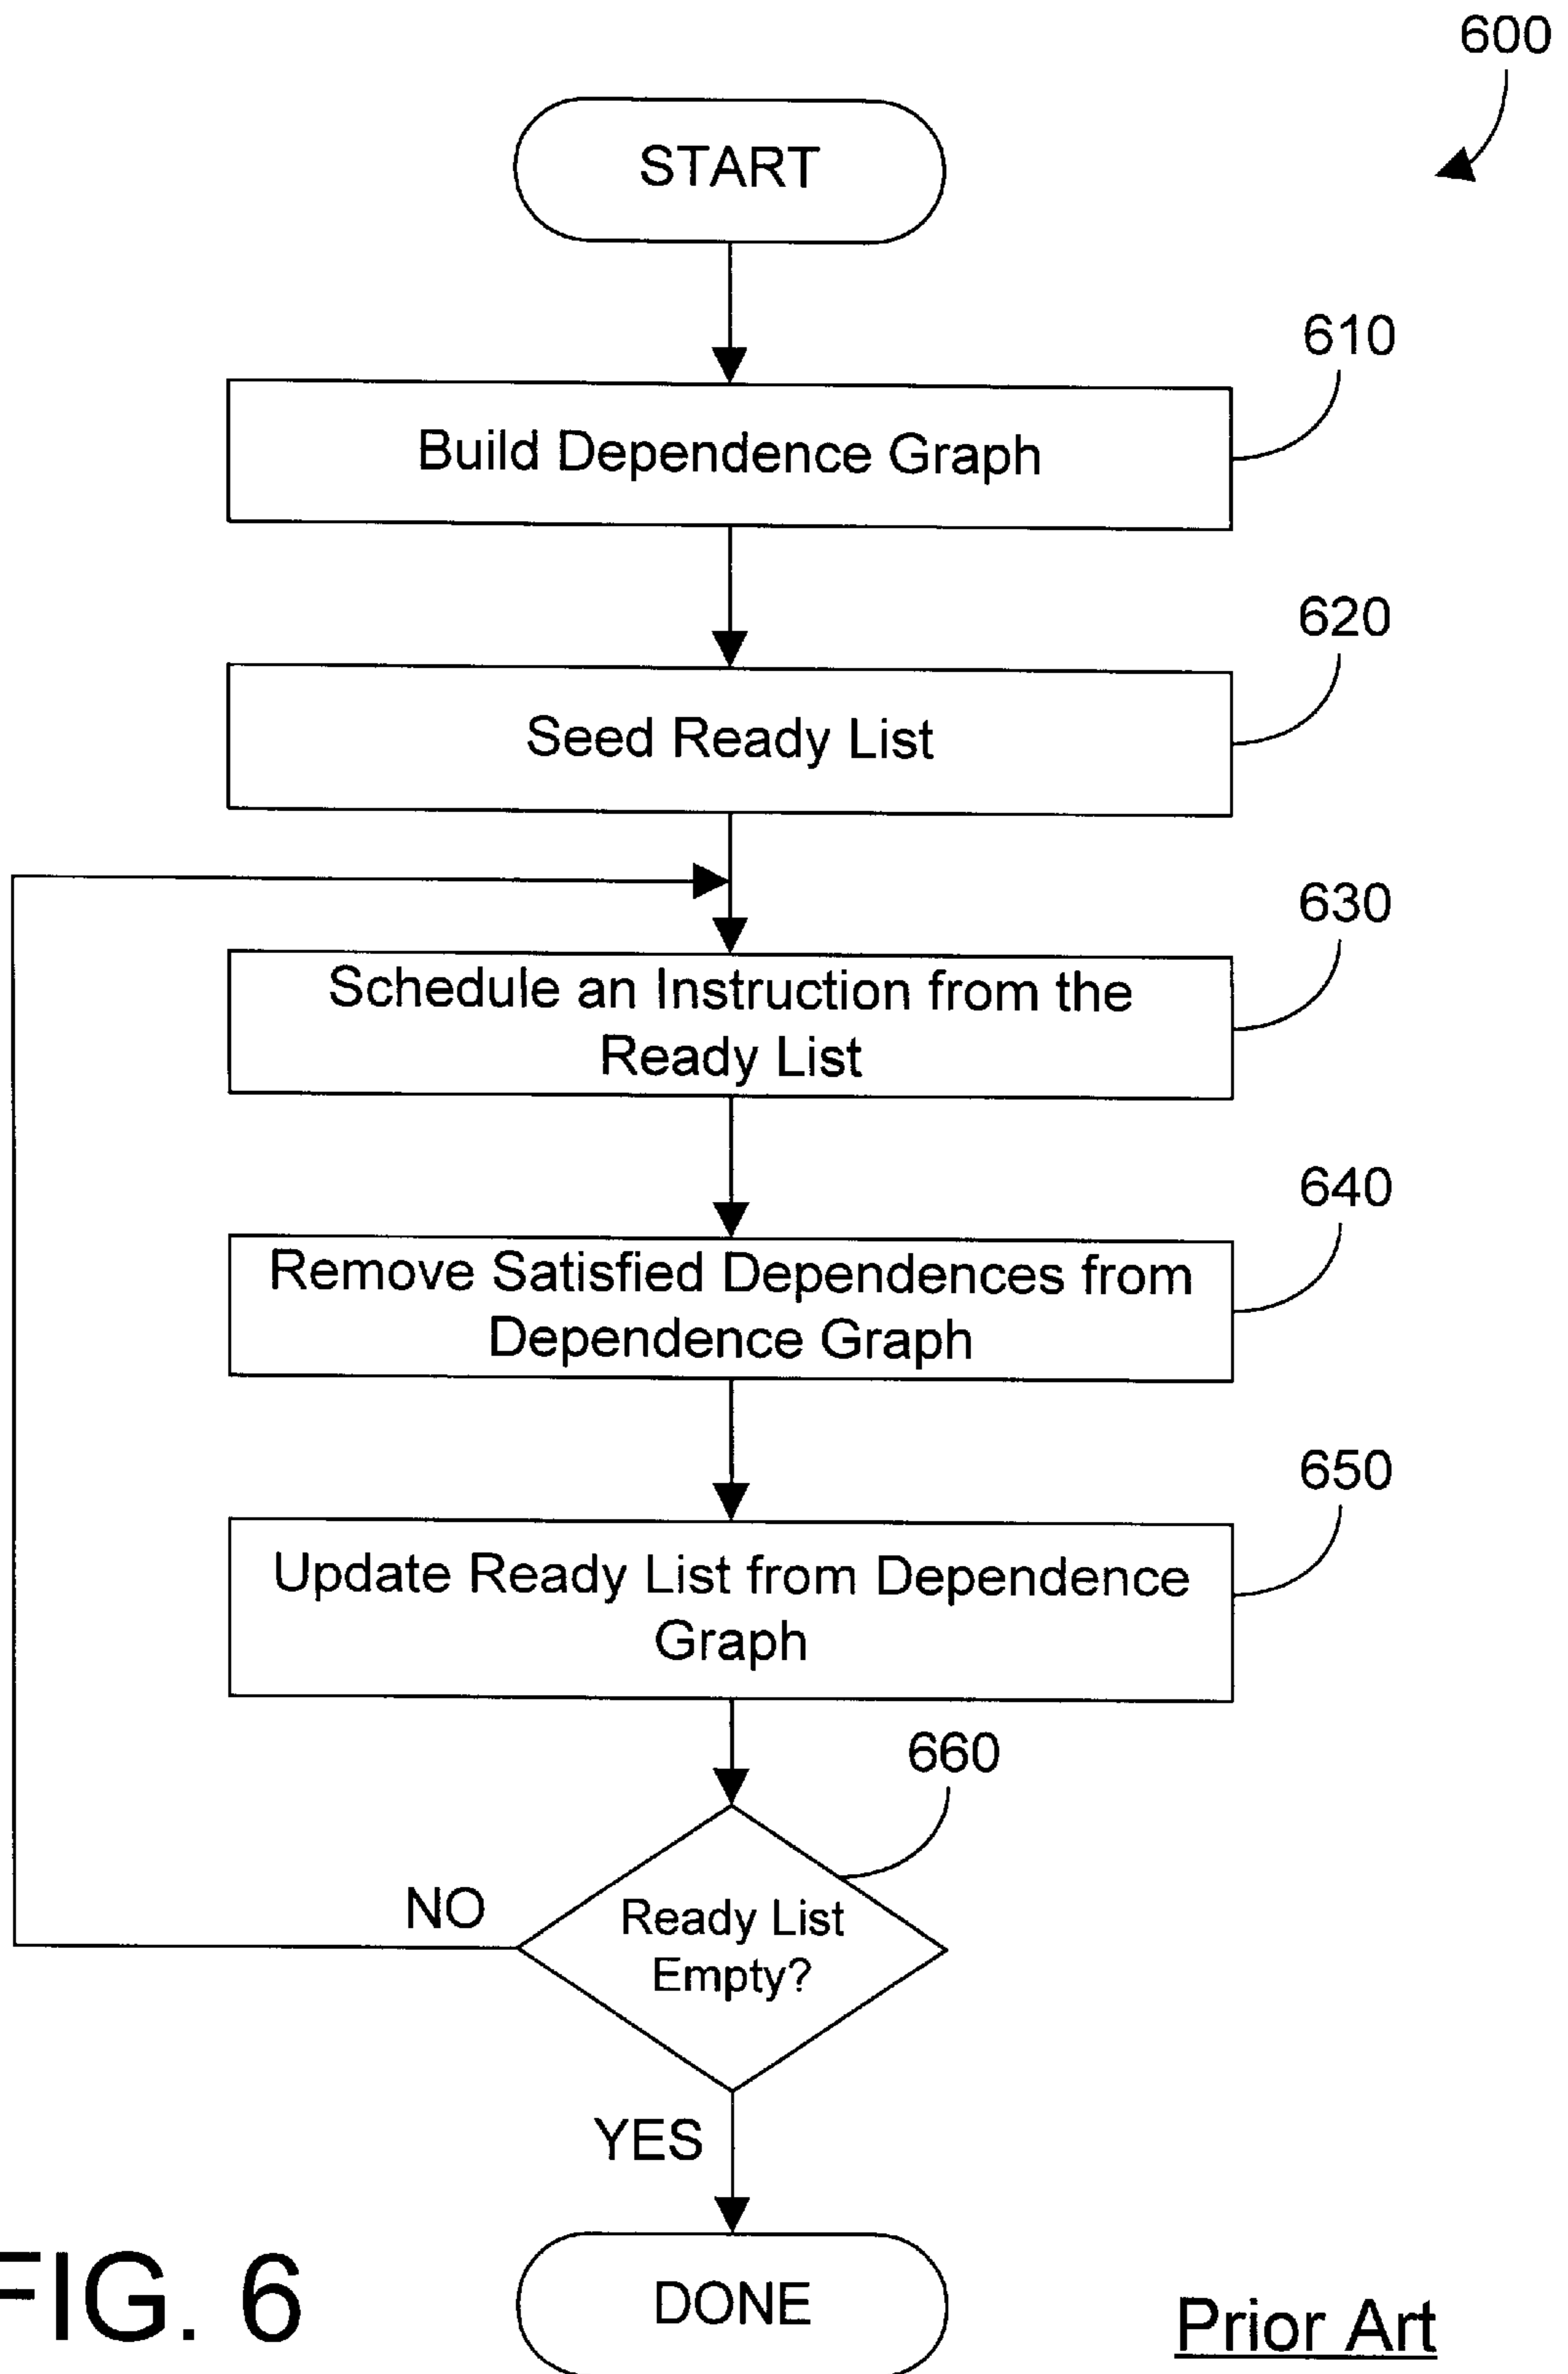 600
START
610
Build Dependence Graph
620
Seed Ready List
630
Schedule an Instruction from the
Ready List
640
Remove Satisfied Dependences from
Dependence Graph
650
Update Ready List from Dependence
Graph
660
Ready List
Empty?
NO
YES
DONE
FIG. 6
Prior Art